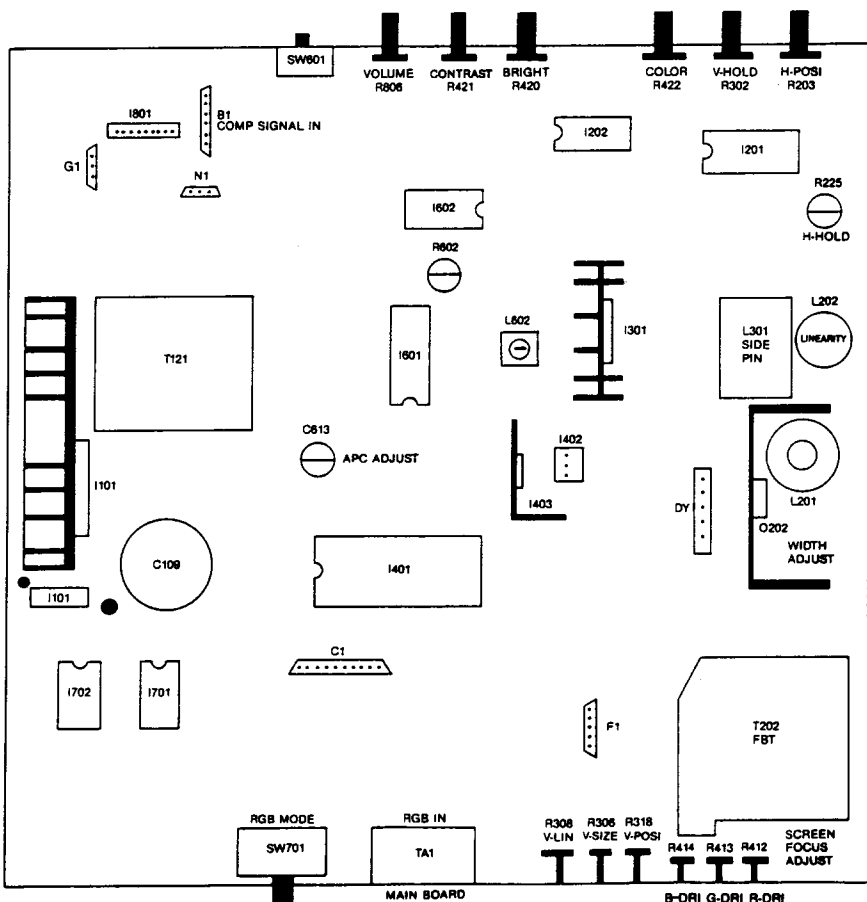 SW601
VOLUME
R806
CONTRAST
R421
BRIGHT
R420
COLOR
R422
V-HOLD
R302
H-POSI
R203
I801
B1
COMP SIGNAL IN
G1
N1
I202
I201
I602
R225
H-HOLD
R602
T121
I601
L602
I301
L301
SIDE
PIN
L202
LINEARITY
C613
APC ADJUST
I402
I403
I101
DY
L201
O202
WIDTH
ADJUST
C109
I401
I101
I702
I701
C1
F1
T202
FBT
RGB MODE
SW701
RGB IN
TA1
MAIN BOARD
R308
V-LIN
R306
V-SIZE
R318
V-POSI
R414
R413
R412
SCREEN
FOCUS
ADJUST
B-DRI G-DRI R-DRI